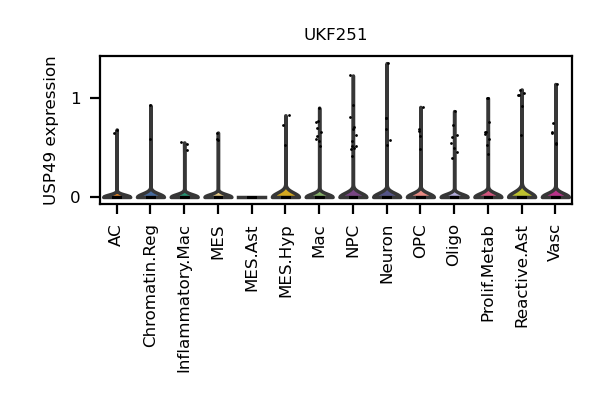 UKF251
USP49 expression
1
0
AC
Chromatin.Reg
Inflammatory.Mac
MES
MES.Ast
MES.Hyp
Mac
NPC
Neuron
OPC
Oligo
Prolif.Metab
Reactive.Ast
Vasc